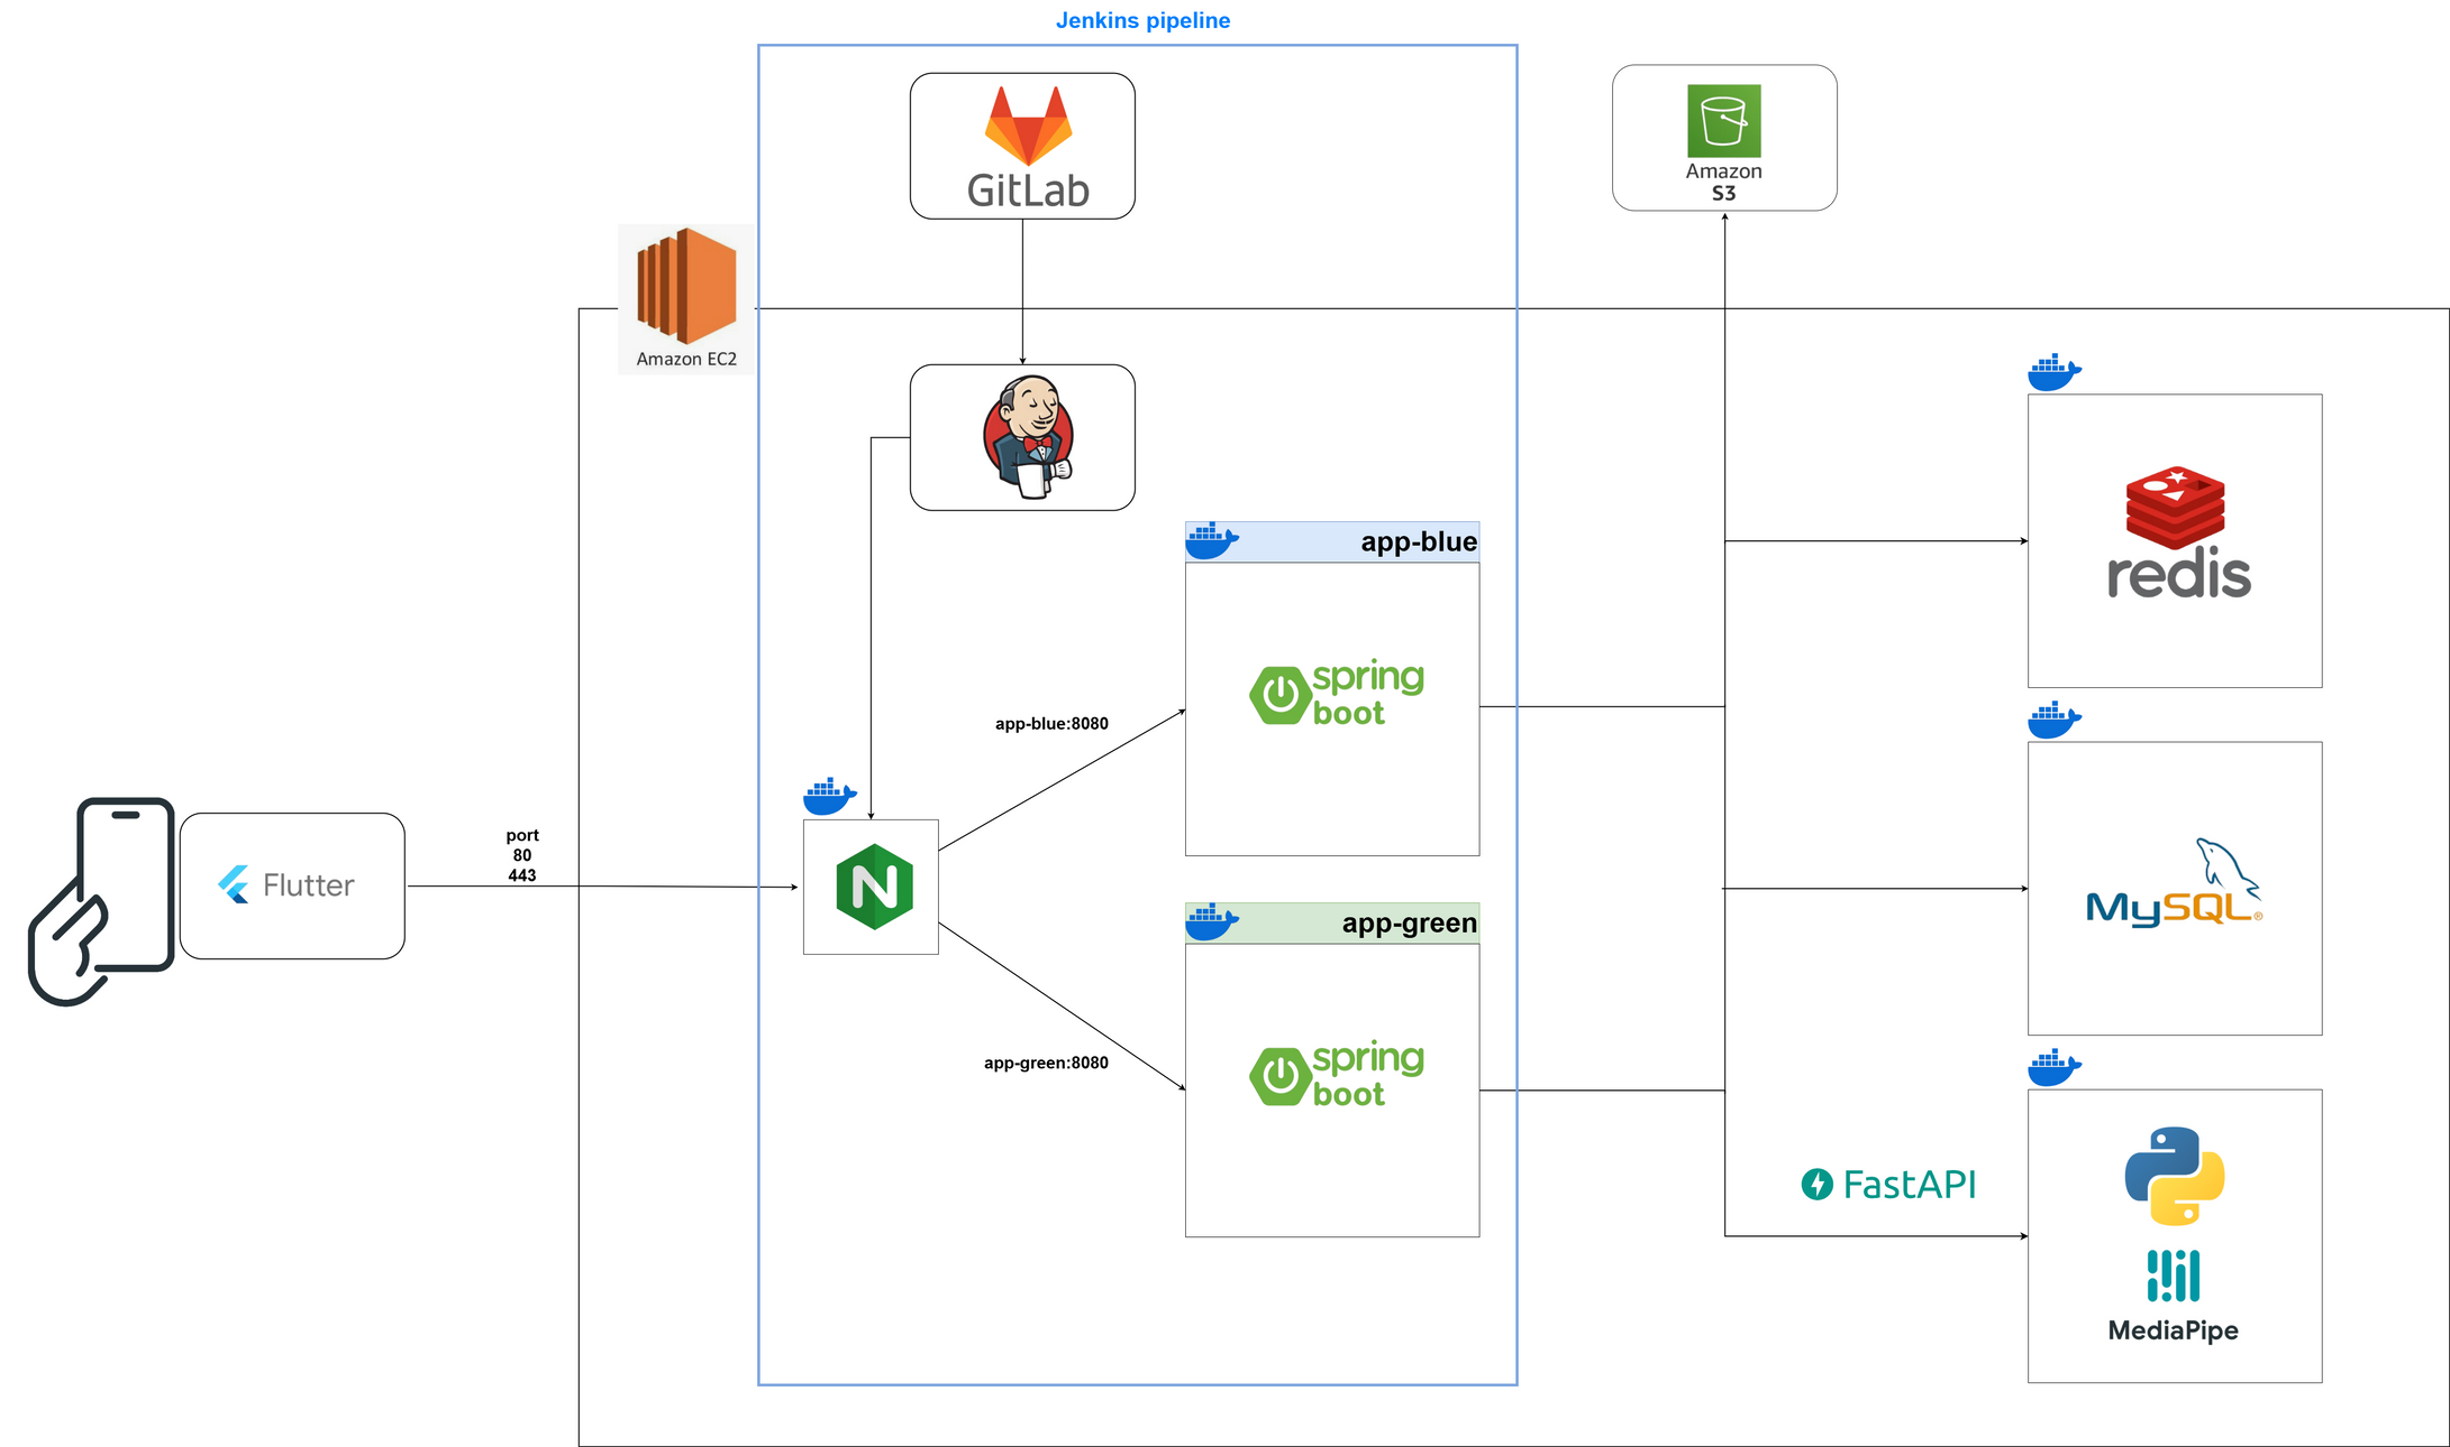 Jenkins pipeline
GitLab
Amazon
S3
Amazon EC2
redis
app-blue
spring
boot
app-blue:8080
port
80
443
Flutter
N
app-green
spring
boot
app-green:8080
MySQL®
FastAPI
MediaPipe